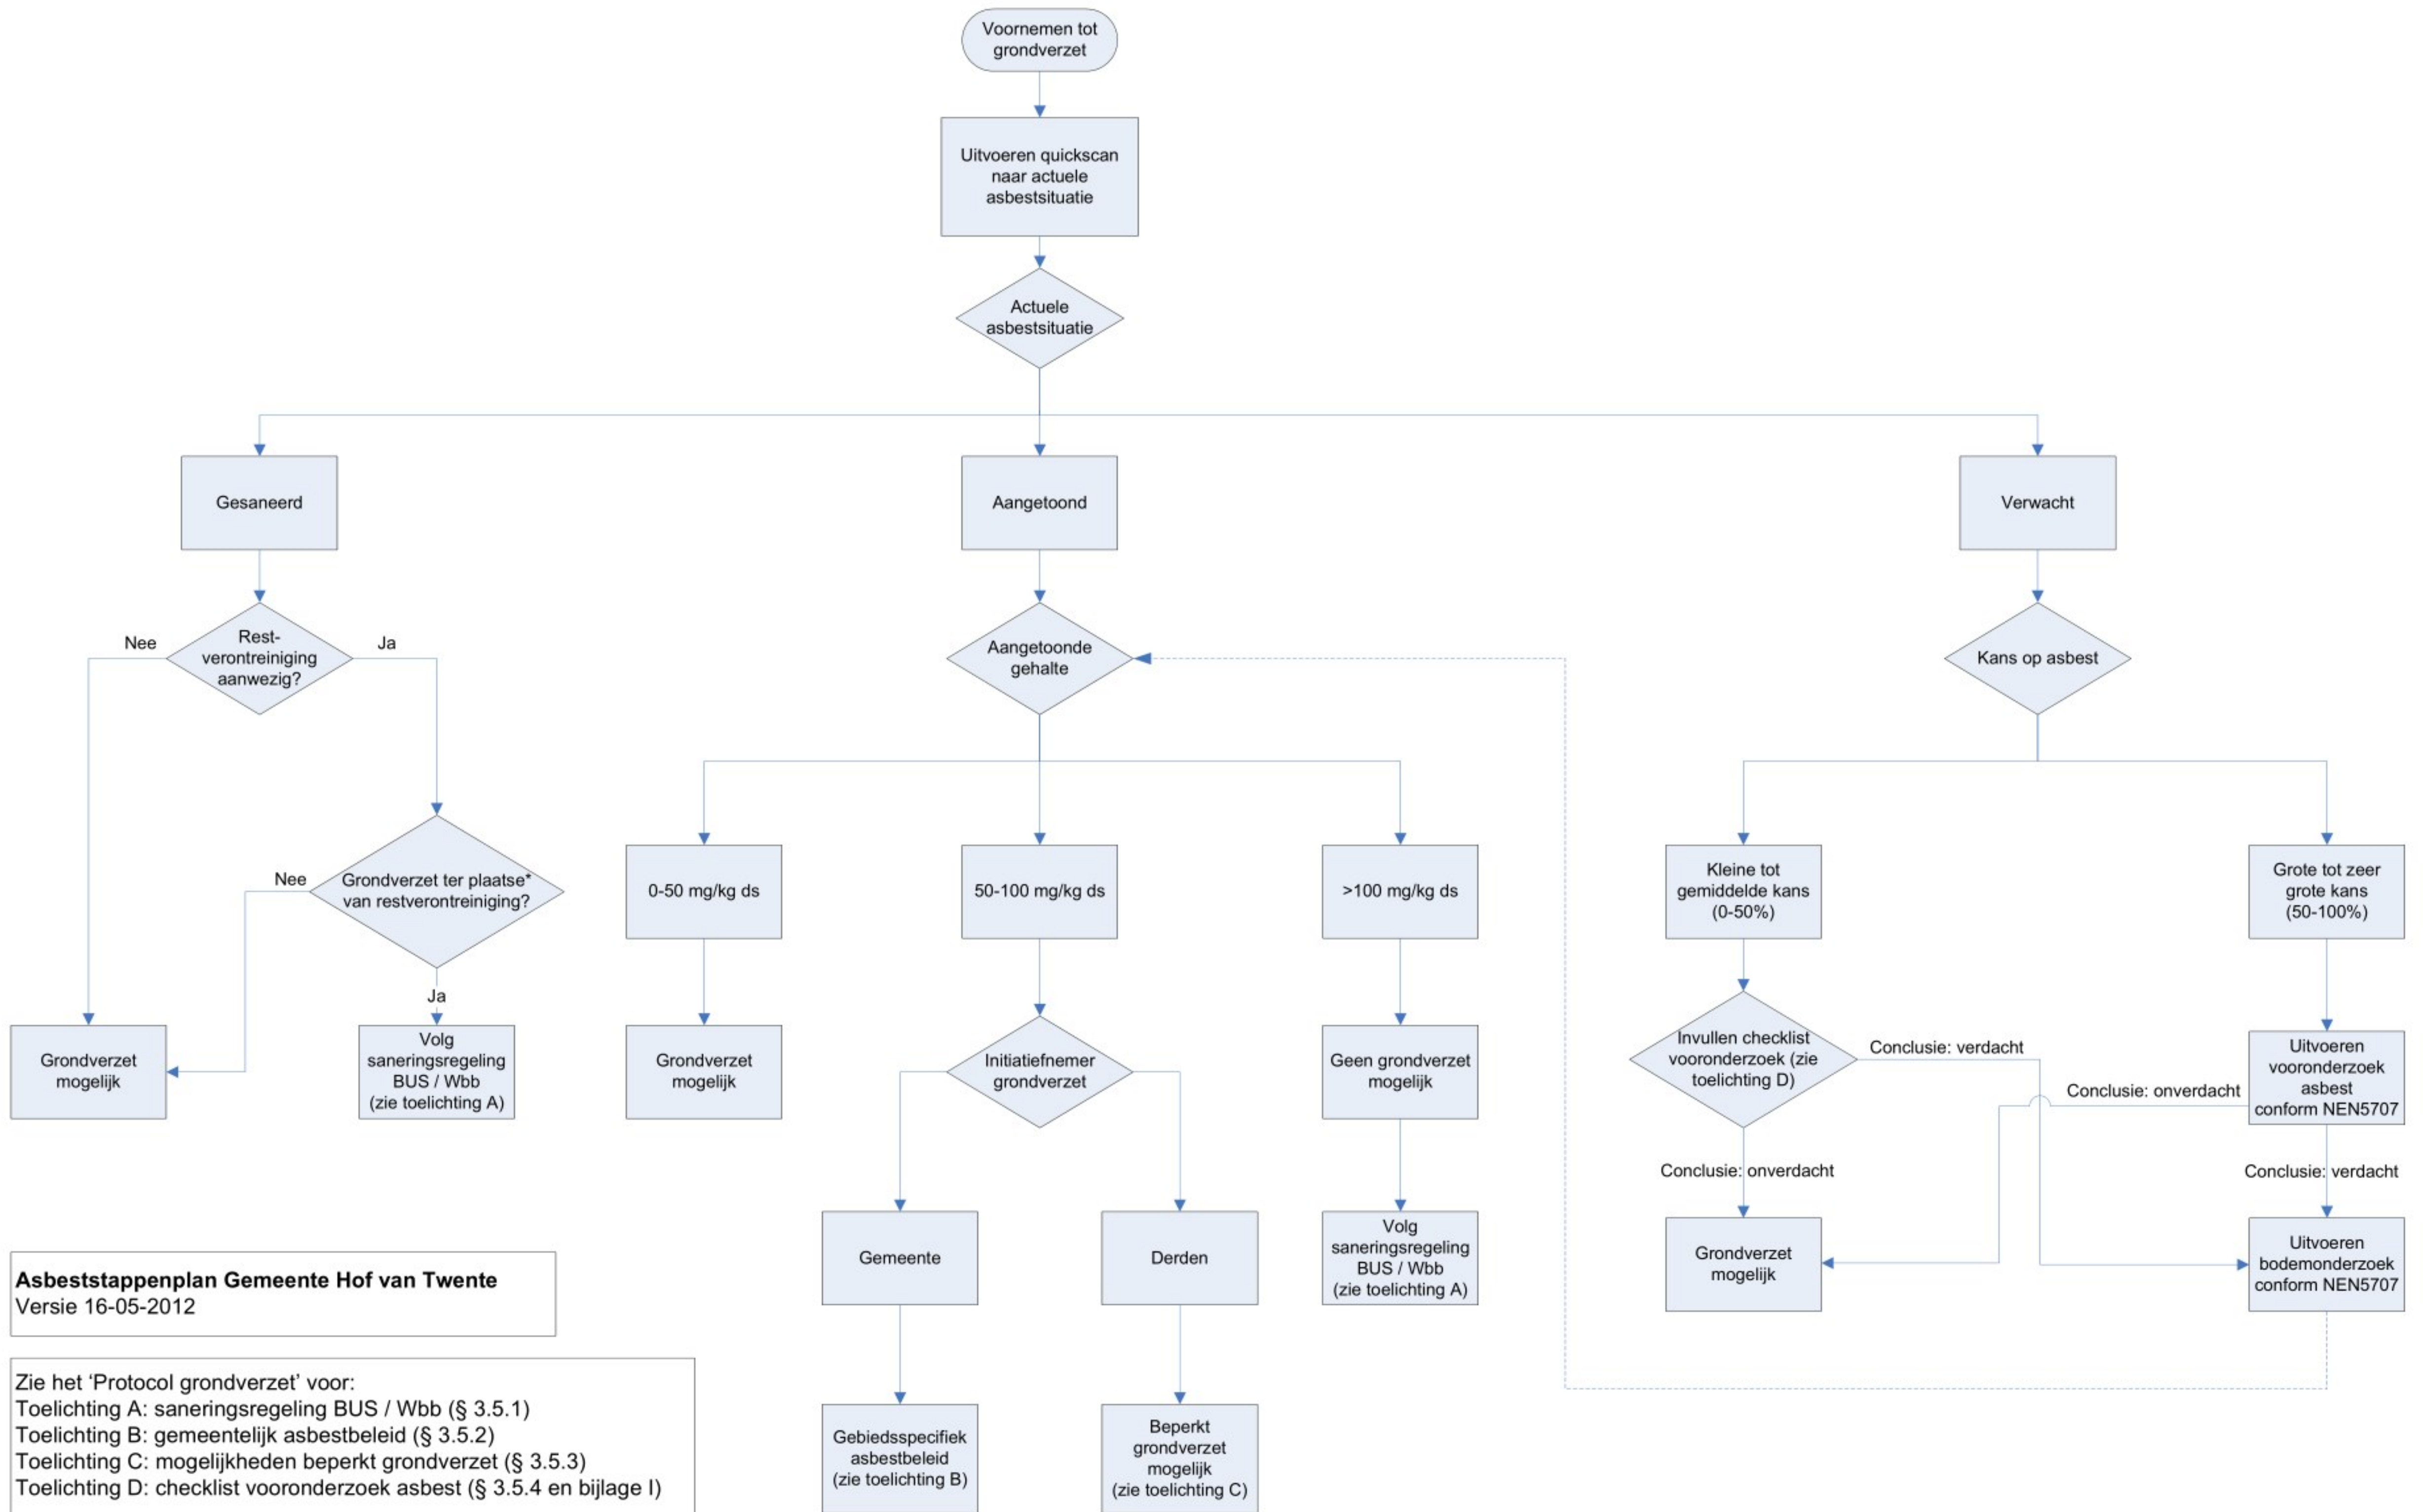 Voornemen tot
grondverzet
Uitvoeren quickscan
naar actuele
asbestsituatie
Actuele
asbestsituatie
Gesaneerd
Aangetoond
Verwacht
Nee
Rest-
verontreiniging
aanwezig?
Ja
Aangetoonde
gehalte
Kans op asbest
Nee
Grondverzet ter plaatse*
van restverontreiniging?
Ja
0-50 mg/kg ds
50-100 mg/kg ds
>100 mg/kg ds
Kleine tot
gemiddelde kans
(0-50%)
Grote tot zeer
grote kans
(50-100%)
Grondverzet
mogelijk
Volg
saneringsregeling
BUS / Wbb
(zie toelichting A)
Grondverzet
mogelijk
Initiatiefnemer
grondverzet
Geen grondverzet
mogelijk
Invullen checklist
vooronderzoek (zie
toelichting D)
Conclusie: verdacht
Conclusie: onverdacht
Uitvoeren
vooronderzoek
asbest
conform NEN5707
Conclusie: onverdacht
Conclusie: verdacht
Gemeente
Derden
Volg
saneringsregeling
BUS / Wbb
(zie toelichting A)
Grondverzet
mogelijk
Uitvoeren
bodemonderzoek
conform NEN5707
Gebiedsspecifiek
asbestbeleid
(zie toelichting B)
Beperkt
grondverzet
mogelijk
(zie toelichting C)
Asbeststappenplan Gemeente Hof van Twente
Versie 16-05-2012
Zie het ‘Protocol grondverzet’ voor:
Toelichting A: saneringsregeling BUS / Wbb (§ 3.5.1)
Toelichting B: gemeentelijk asbestbeleid (§ 3.5.2)
Toelichting C: mogelijkheden beperkt grondverzet (§ 3.5.3)
Toelichting D: checklist vooronderzoek asbest (§ 3.5.4 en bijlage I)